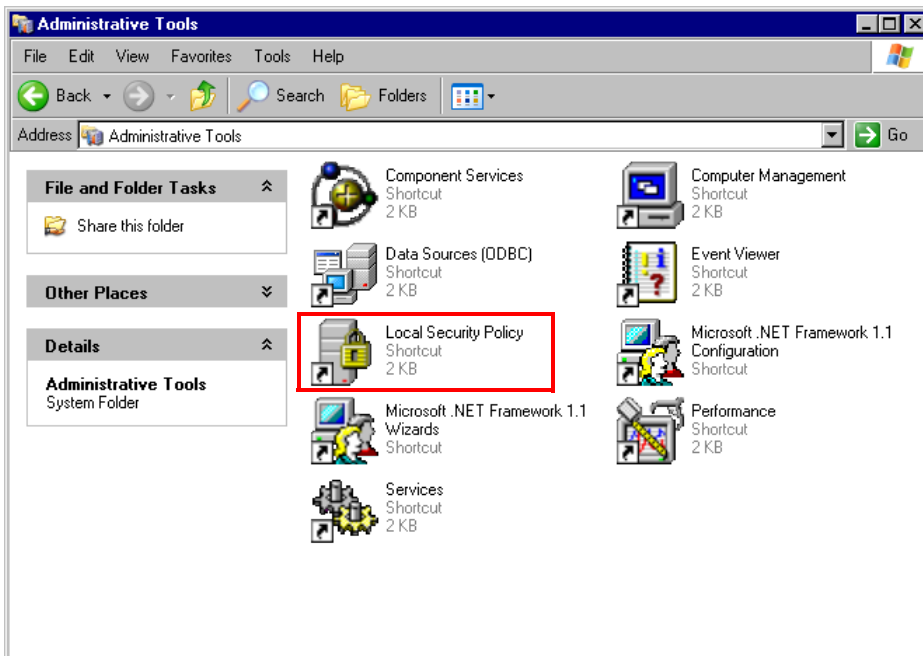 Administrative Tools
File Edit View Favorites Tools Help
Back Search Folders
Address Administrative Tools Go
File and Folder Tasks
Share this folder
Other Places
Details
Administrative Tools
System Folder
Component Services
Shortcut
2 KB
Computer Management
Shortcut
2 KB
Data Sources (ODBC)
Shortcut
2 KB
Event Viewer
Shortcut
2 KB
Local Security Policy
Shortcut
2 KB
Microsoft .NET Framework 1.1
Configuration
Shortcut
Microsoft .NET Framework 1.1
Wizards
Shortcut
Performance
Shortcut
2 KB
Services
Shortcut
2 KB